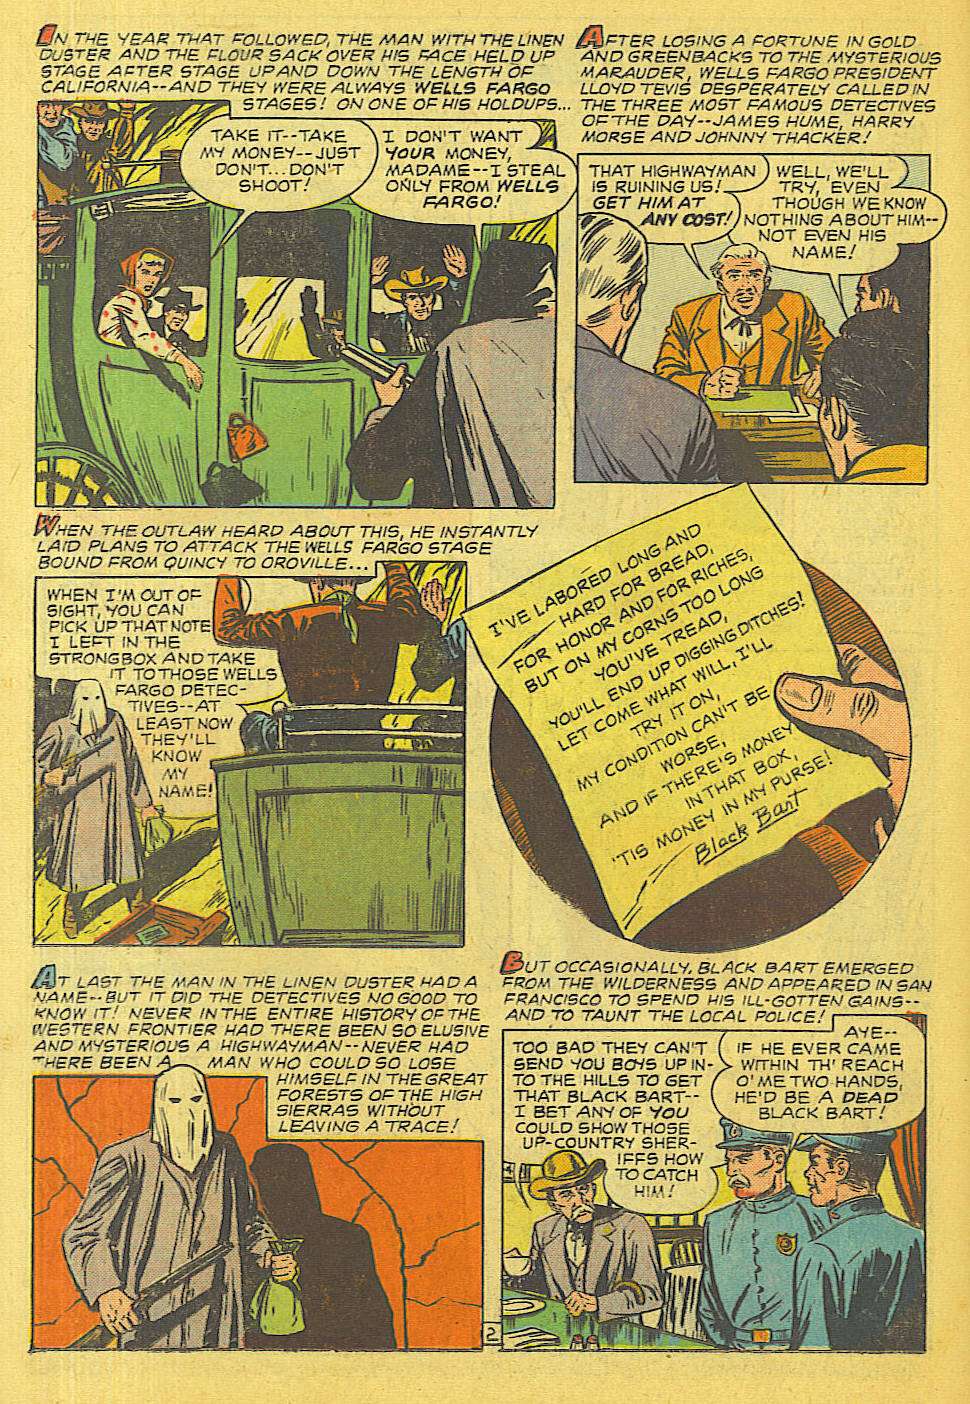 IN THE YEAR THAT FOLLOWED, THE MAN WITH THE LINEN
DUSTER AND THE FLOUR SACK OVER HIS FACE HELD UP
STAGE AFTER STAGE UP AND DOWN THE LENGTH OF
CALIFORNIA--AND THEY WERE ALWAYS WELLS FARGO
STAGES! ON ONE OF HIS HOLDUPS...
TAKE IT--TAKE
MY MONEY--JUST
DON'T...DON'T
SHOOT!
I DON'T WANT
YOUR MONEY,
MADAME--I STEAL
ONLY FROM WELLS
FARGO!
AFTER LOSING A FORTUNE IN GOLD
AND GREENBACKS TO THE MYSTERIOUS
MARAUDER, WELLS FARGO PRESIDENT
LLOYD TEVIS DESPERATELY CALLED IN
THE THREE MOST FAMOUS DETECTIVES
OF THE DAY--JAMES HUME, HARRY
MORSE AND JOHNNY THACKER!
THAT HIGHWAYMAN
IS RUINING US!
GET HIM AT
ANY COST!
WELL, WE'LL
TRY, EVEN
THOUGH WE KNOW
NOTHING ABOUT HIM--
NOT EVEN HIS
NAME!
WHEN THE OUTLAW HEARD ABOUT THIS, HE INSTANTLY
LAID PLANS TO ATTACK THE WELLS FARGO STAGE
BOUND FROM QUINCY TO OROVILLE...
WHEN I'M OUT OF
SIGHT, YOU CAN
PICK UP THAT NOTE
I LEFT IN THE
STRONGBOX AND TAKE
IT TO THOSE WELLS
FARGO DETEC-
TIVES--AT
LEAST NOW
THEY'LL
KNOW
MY
NAME!
I'VE LABORED LONG AND
HARD FOR BREAD,
FOR HONOR AND FOR RICHES,
BUT ON MY CORNS TOO LONG
YOU'VE TREAD,
YOU'LL END UP DIGGING DITCHES!
LET COME WHAT WILL, I'LL
TRY IT ON,
MY CONDITION CAN'T BE
WORSE,
AND IF THERE'S MONEY
IN THAT BOX,
'TIS MONEY IN MY PURSE!
Black Bart
AT LAST THE MAN IN THE LINEN DUSTER HAD A
NAME--BUT IT DID THE DETECTIVES NO GOOD TO
KNOW IT! NEVER IN THE ENTIRE HISTORY OF THE
WESTERN FRONTIER HAD THERE BEEN SO ELUSIVE
AND MYSTERIOUS A HIGHWAYMAN--NEVER HAD
THERE BEEN A MAN WHO COULD SO LOSE
HIMSELF IN THE GREAT
FORESTS OF THE HIGH
SIERRAS WITHOUT
LEAVING A TRACE!
2
BUT OCCASIONALLY, BLACK BART EMERGED
FROM THE WILDERNESS AND APPEARED IN SAN
FRANCISCO TO SPEND HIS ILL-GOTTEN GAINS--
AND TO TAUNT THE LOCAL POLICE!
TOO BAD THEY CAN'T
SEND YOU BOYS UP IN-
TO THE HILLS TO GET
THAT BLACK BART--
I BET ANY OF YOU
COULD SHOW THOSE
UP-COUNTRY SHER-
IFFS HOW
TO CATCH
HIM!
AYE--
IF HE EVER CAME
WITHIN TH' REACH
O' ME TWO HANDS,
HE'D BE A DEAD
BLACK BART!